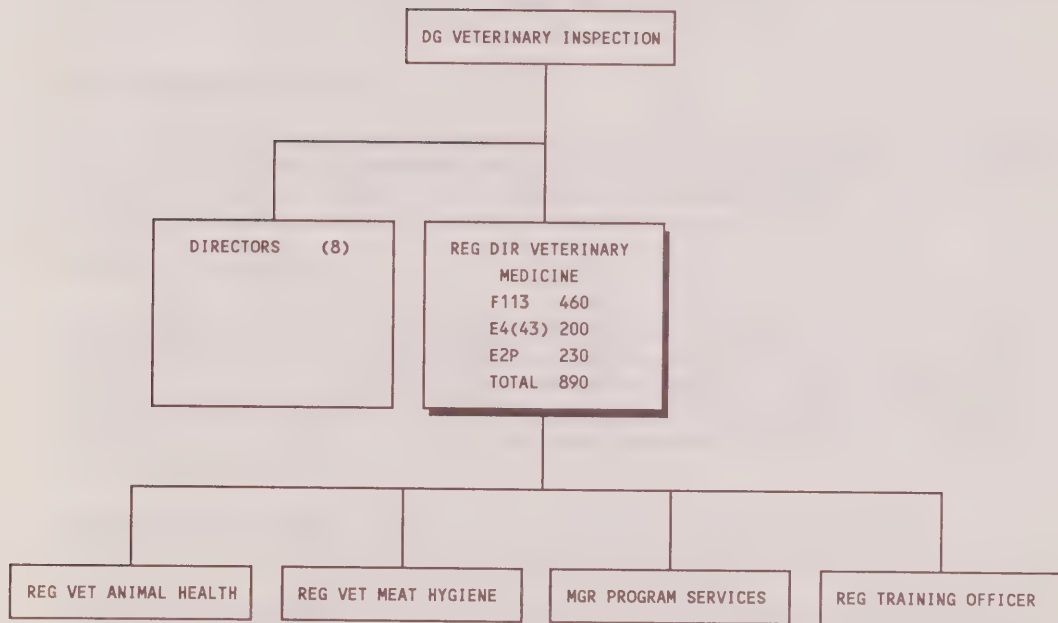 DG VETERINARY INSPECTION
DIRECTORS (8)
REG DIR VETERINARY
MEDICINE
F113 460
E4(43) 200
E2P 230
TOTAL 890
REG VET ANIMAL HEALTH
REG VET MEAT HYGIENE
MGR PROGRAM SERVICES
REG TRAINING OFFICER